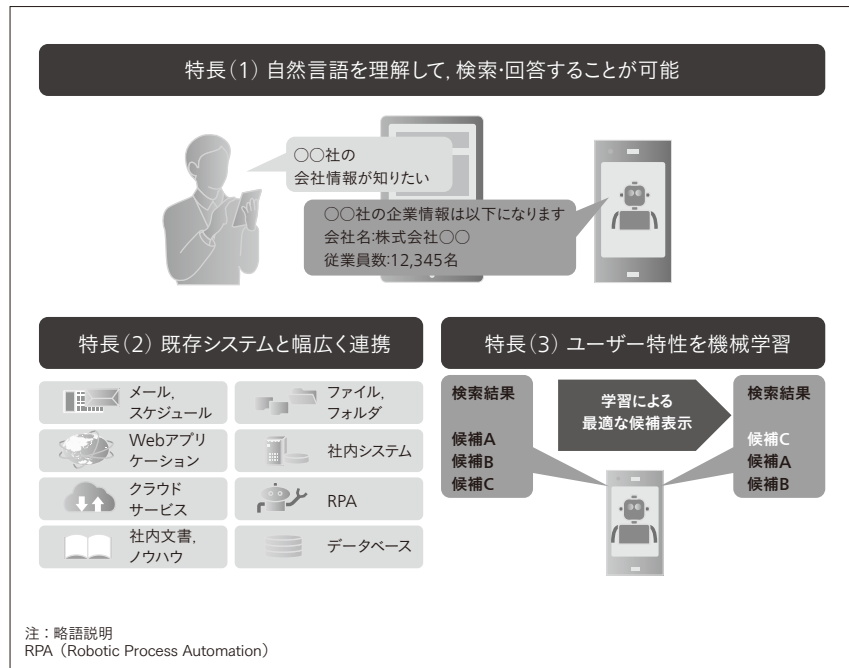 特長（1） 自然言語を理解して，検索・回答することが可能
○○社の
会社情報が知りたい
○○社の企業情報は以下になります
会社名:株式会社○○
従業員数:12,345名
特長（2） 既存システムと幅広く連携
メール，
スケジュール
ファイル，
フォルダ
Webアプリ
ケーション
社内システム
クラウド
サービス
RPA
社内文書，
ノウハウ
データベース
特長（3） ユーザー特性を機械学習
検索結果
候補A
候補B
候補C
学習による
最適な候補表示
検索結果
候補C
候補A
候補B
注：略語説明
RPA（Robotic Process Automation）